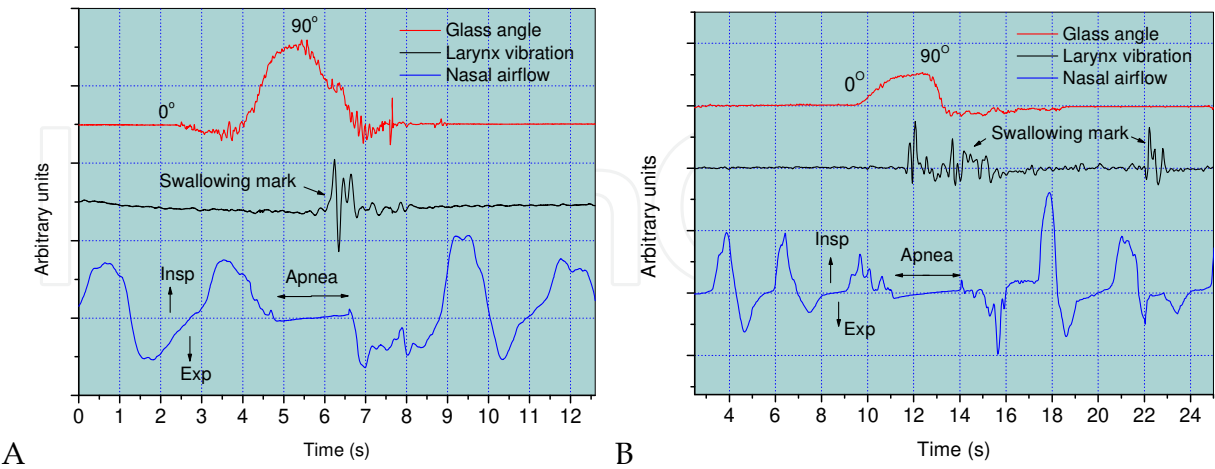 90°
Glass angle
Larynx vibration
Nasal airflow
0°
Swallowing mark
Insp
Apnea
Exp
Arbitrary units
0 1 2 3 4 5 6 7 8 9 10 11 12
Time (s)
A
Glass angle
Larynx vibration
Nasal airflow
90°
0°
Swallowing mark
Insp
Apnea
Exp
Arbitrary units
4 6 8 10 12 14 16 18 20 22 24
Time (s)
B